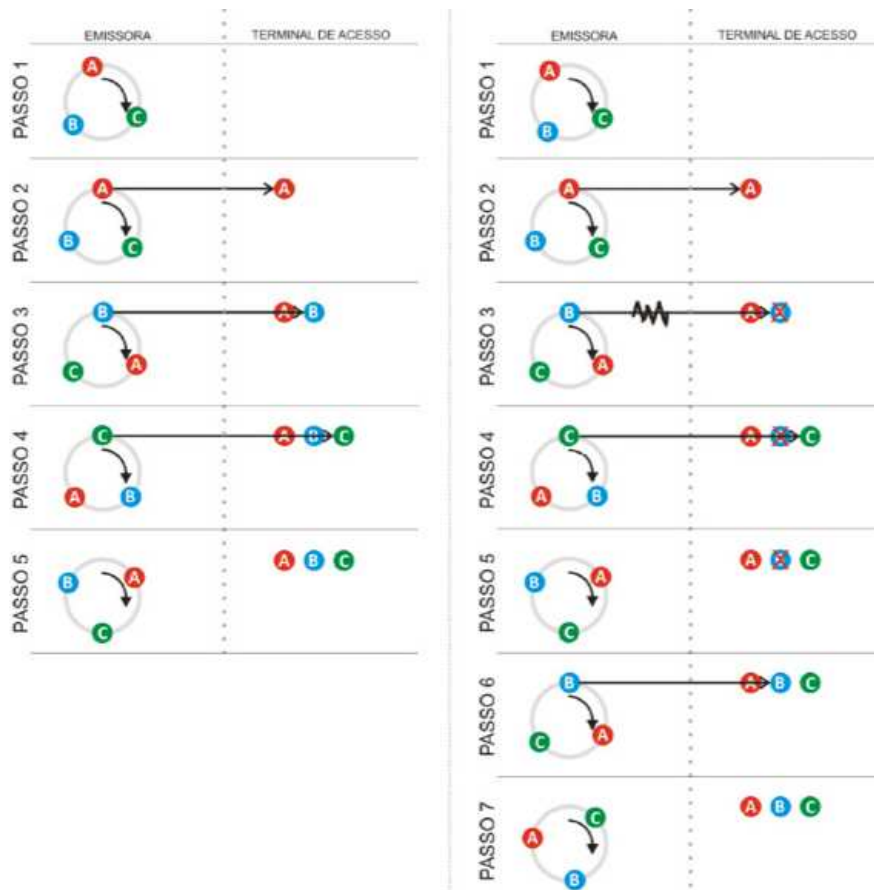 EMISSORA TERMINAL DE ACESSO
PASSO 1
A
B C
PASSO 2
A A
B C
PASSO 3
B A B
C A
PASSO 4
C A B C
A B
PASSO 5
B A A B C
C
EMISSORA TERMINAL DE ACESSO
PASSO 1
A
B C
PASSO 2
A A
B C
PASSO 3
B A B
C A
PASSO 4
C A B C
A B
PASSO 5
B A A B C
C
PASSO 6
B A B C
C A
PASSO 7
C A B C
A
B